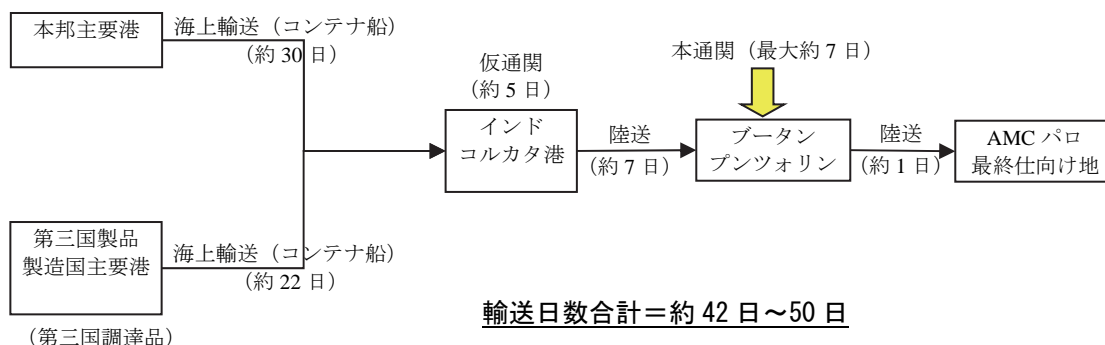 本邦主要港
海上輸送（コンテナ船）
（約 30 日）
仮通関
（約 5 日）
本通関（最大約 7 日）
インド
コルカタ港
陸送
（約 7 日）
ブータン
プンツォリン
陸送
（約 1 日）
AMC パロ
最終仕向け地
第三国製品
製造国主要港
海上輸送（コンテナ船）
（約 22 日）
輸送日数合計＝約 42 日～50 日
（第三国調達品）